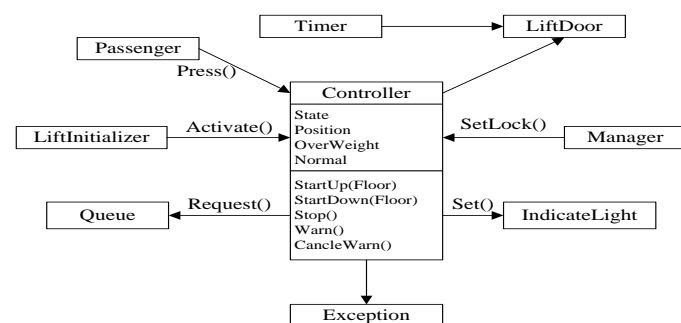 Timer
LiftDoor
Passenger
Press()
Controller
State
Position
OverWeight
Normal
LiftInitializer
Activate()
SetLock()
Manager
StartUp(Floor)
StartDown(Floor)
Stop()
Warn()
CancleWarn()
Queue
Request()
Set()
IndicateLight
Exception